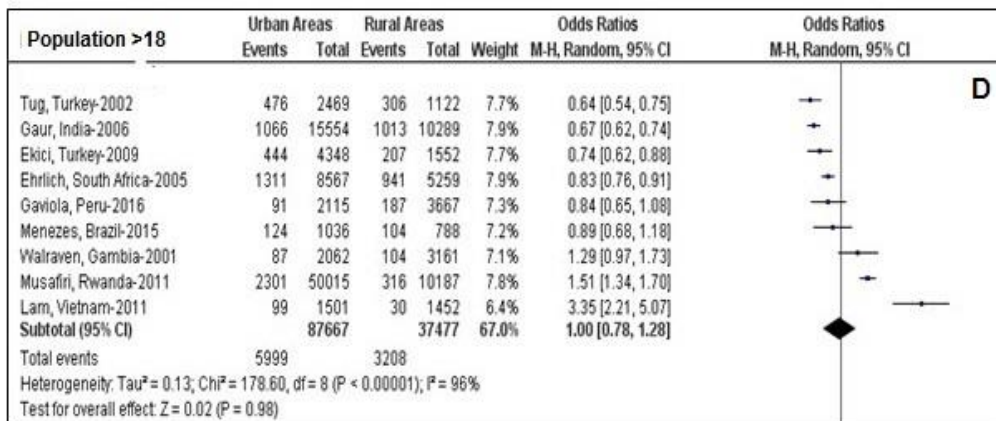 Urban Areas Rural Areas Odds Ratios Odds Ratios
Population >18 Events Total Events Total Weight M-H, Random, 95% CI M-H, Random, 95% CI
D
Tug, Turkey-2002 476 2469 306 1122 7.7% 0.64 [0.54, 0.75]
Gaur, India-2006 1066 15554 1013 10289 7.9% 0.67 [0.62, 0.74]
Ekici, Turkey-2009 444 4348 207 1552 7.7% 0.74 [0.62, 0.88]
Ehrlich, South Africa-2005 1311 8567 941 5259 7.9% 0.83 [0.76, 0.91]
Gaviola, Peru-2016 91 2115 187 3667 7.3% 0.84 [0.65, 1.08]
Menezes, Brazil-2015 124 1036 104 788 7.2% 0.89 [0.68, 1.18]
Walraven, Gambia-2001 87 2062 104 3161 7.1% 1.29 [0.97, 1.73]
Musafiri, Rwanda-2011 2301 50015 316 10187 7.8% 1.51 [1.34, 1.70]
Lam, Vietnam-2011 99 1501 30 1452 6.4% 3.35 [2.21, 5.07]
Subtotal (95% CI) 87667 37477 67.0% 1.00 [0.78, 1.28]
Total events 5999 3208
Heterogeneity: Tau² = 0.13; Chi² = 178.60, df = 8 (P < 0.00001); I² = 96%
Test for overall effect: Z = 0.02 (P = 0.98)